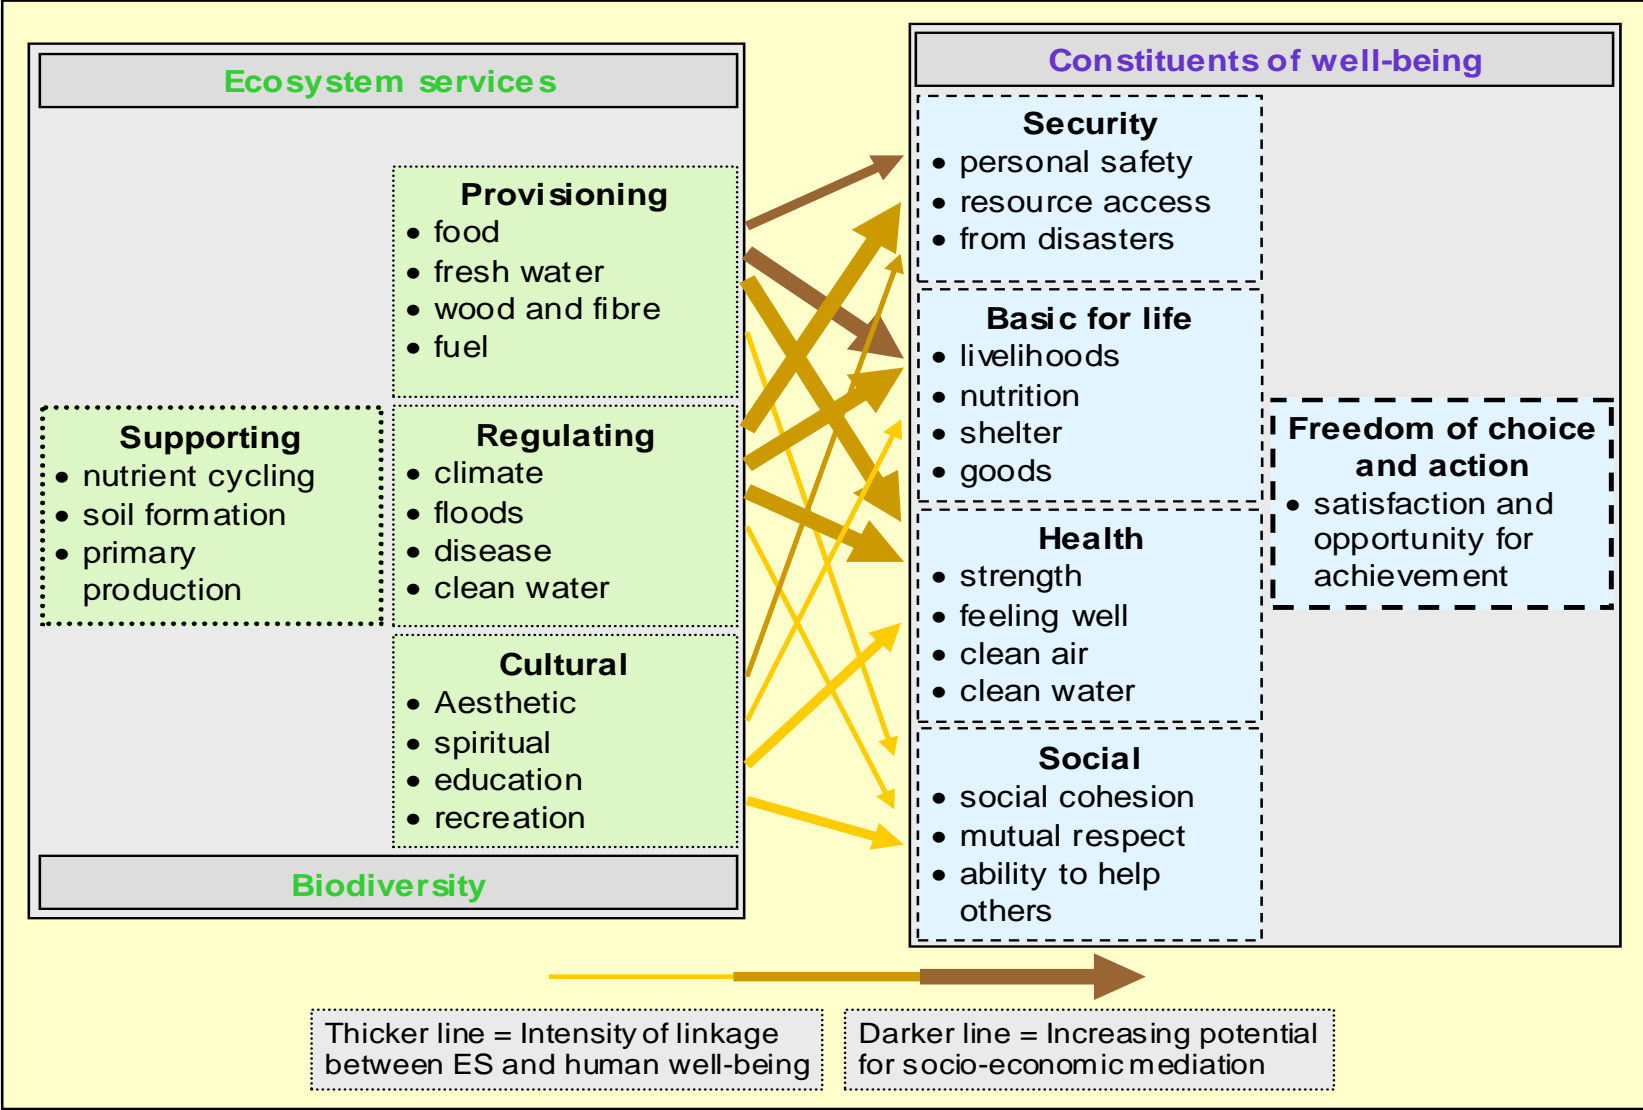 Ecosystem services
Provisioning
• food
• fresh water
• wood and fibre
• fuel
Supporting
• nutrient cycling
• soil formation
• primary
production
Regulating
• climate
• floods
• disease
• clean water
Cultural
• Aesthetic
• spiritual
• education
• recreation
Biodiversity
Constituents of well-being
Security
• personal safety
• resource access
• from disasters
Basic for life
• livelihoods
• nutrition
• shelter
• goods
Health
• strength
• feeling well
• clean air
• clean water
Social
• social cohesion
• mutual respect
• ability to help
others
Freedom of choice
and action
• satisfaction and
opportunity for
achievement
Thicker line = Intensity of linkage
between ES and human well-being
Darker line = Increasing potential
for socio-economic mediation